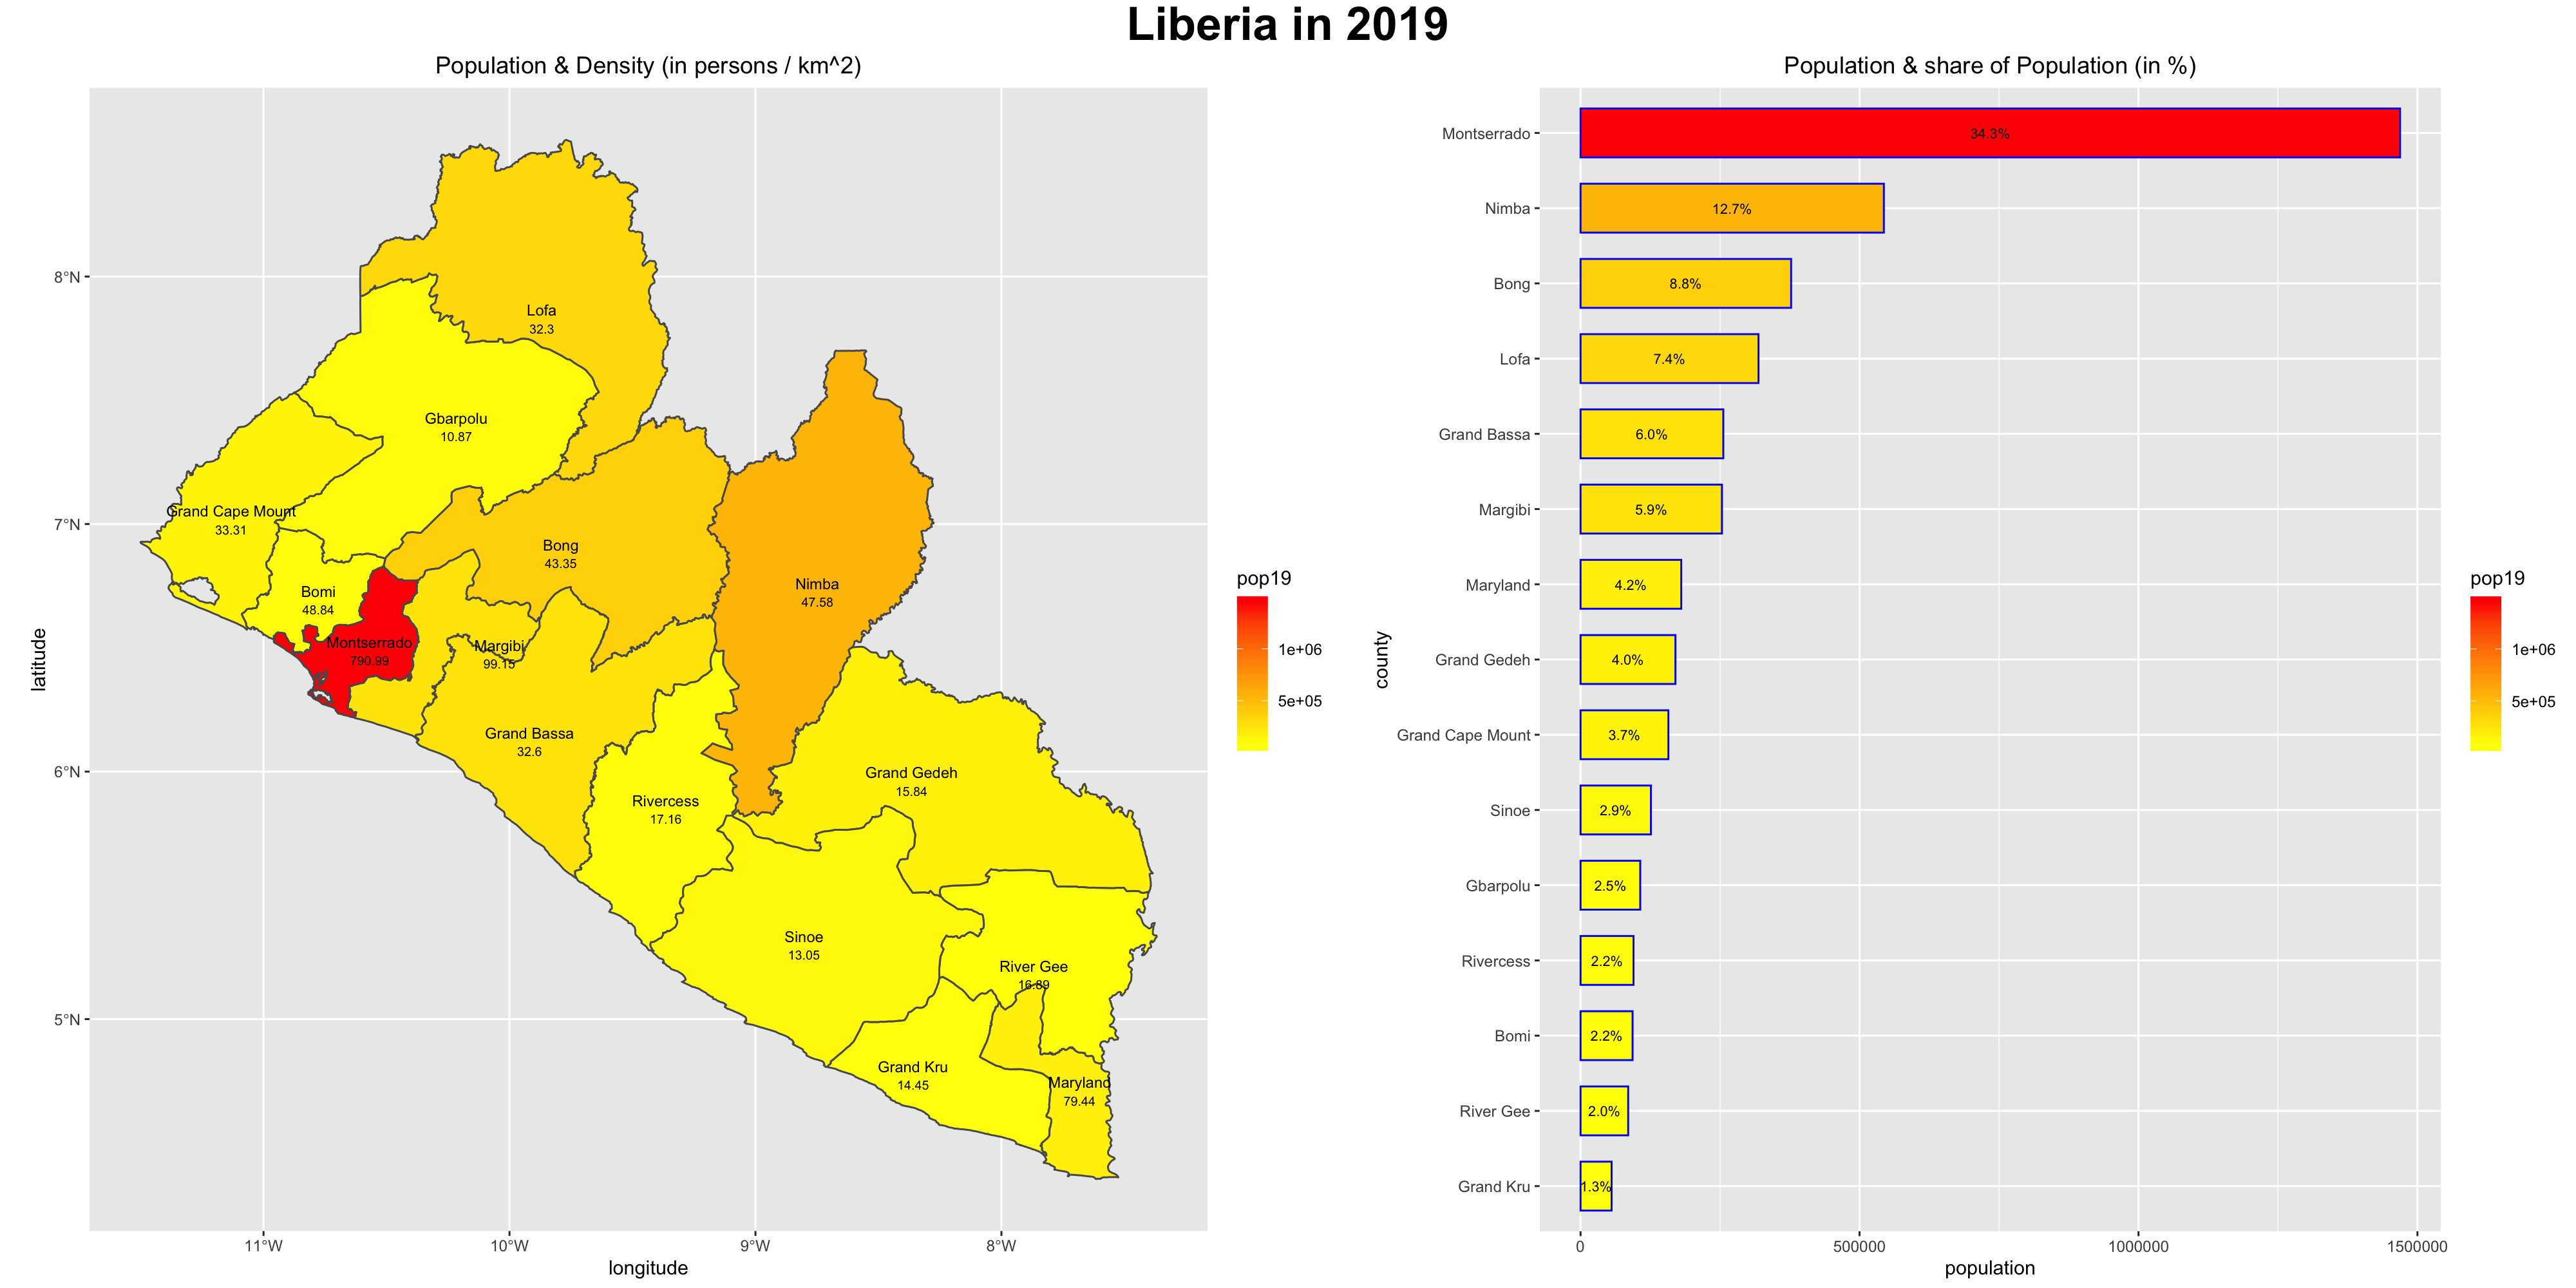 Liberia in 2019
Population & Density (in persons / km^2)
latitude
8°N
7°N
6°N
5°N
Lofa
32.3
Gbarpolu
10.87
Grand Cape Mount
33.31
Bong
43.35
Nimba
47.58
Bomi
48.84
Montserrado
790.99
Margibi
99.15
Grand Bassa
32.6
Grand Gedeh
15.84
Rivercess
17.16
Sinoe
13.05
River Gee
16.89
Grand Kru
14.45
Maryland
79.44
11°W 10°W 9°W 8°W
longitude
pop19
1e+06
5e+05
Population & share of Population (in %)
county
Montserrado 34.3%
Nimba 12.7%
Bong 8.8%
Lofa 7.4%
Grand Bassa 6.0%
Margibi 5.9%
Maryland 4.2%
Grand Gedeh 4.0%
Grand Cape Mount 3.7%
Sinoe 2.9%
Gbarpolu 2.5%
Rivercess 2.2%
Bomi 2.2%
River Gee 2.0%
Grand Kru 1.3%
0 500000 1000000 1500000
population
pop19
1e+06
5e+05